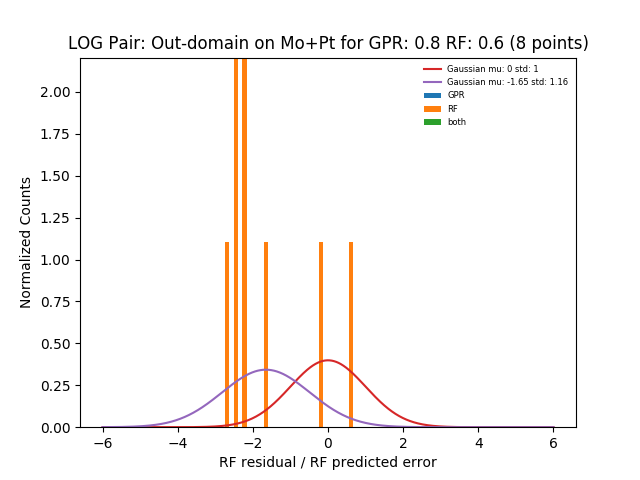 LOG Pair: Out-domain on Mo+Pt for GPR: 0.8 RF: 0.6 (8 points)
Gaussian mu: 0 std: 1
Gaussian mu: -1.65 std: 1.16
GPR
RF
both
Normalized Counts
2.00
1.75
1.50
1.25
1.00
0.75
0.50
0.25
0.00
−6
−4
−2
0
2
4
6
RF residual / RF predicted error